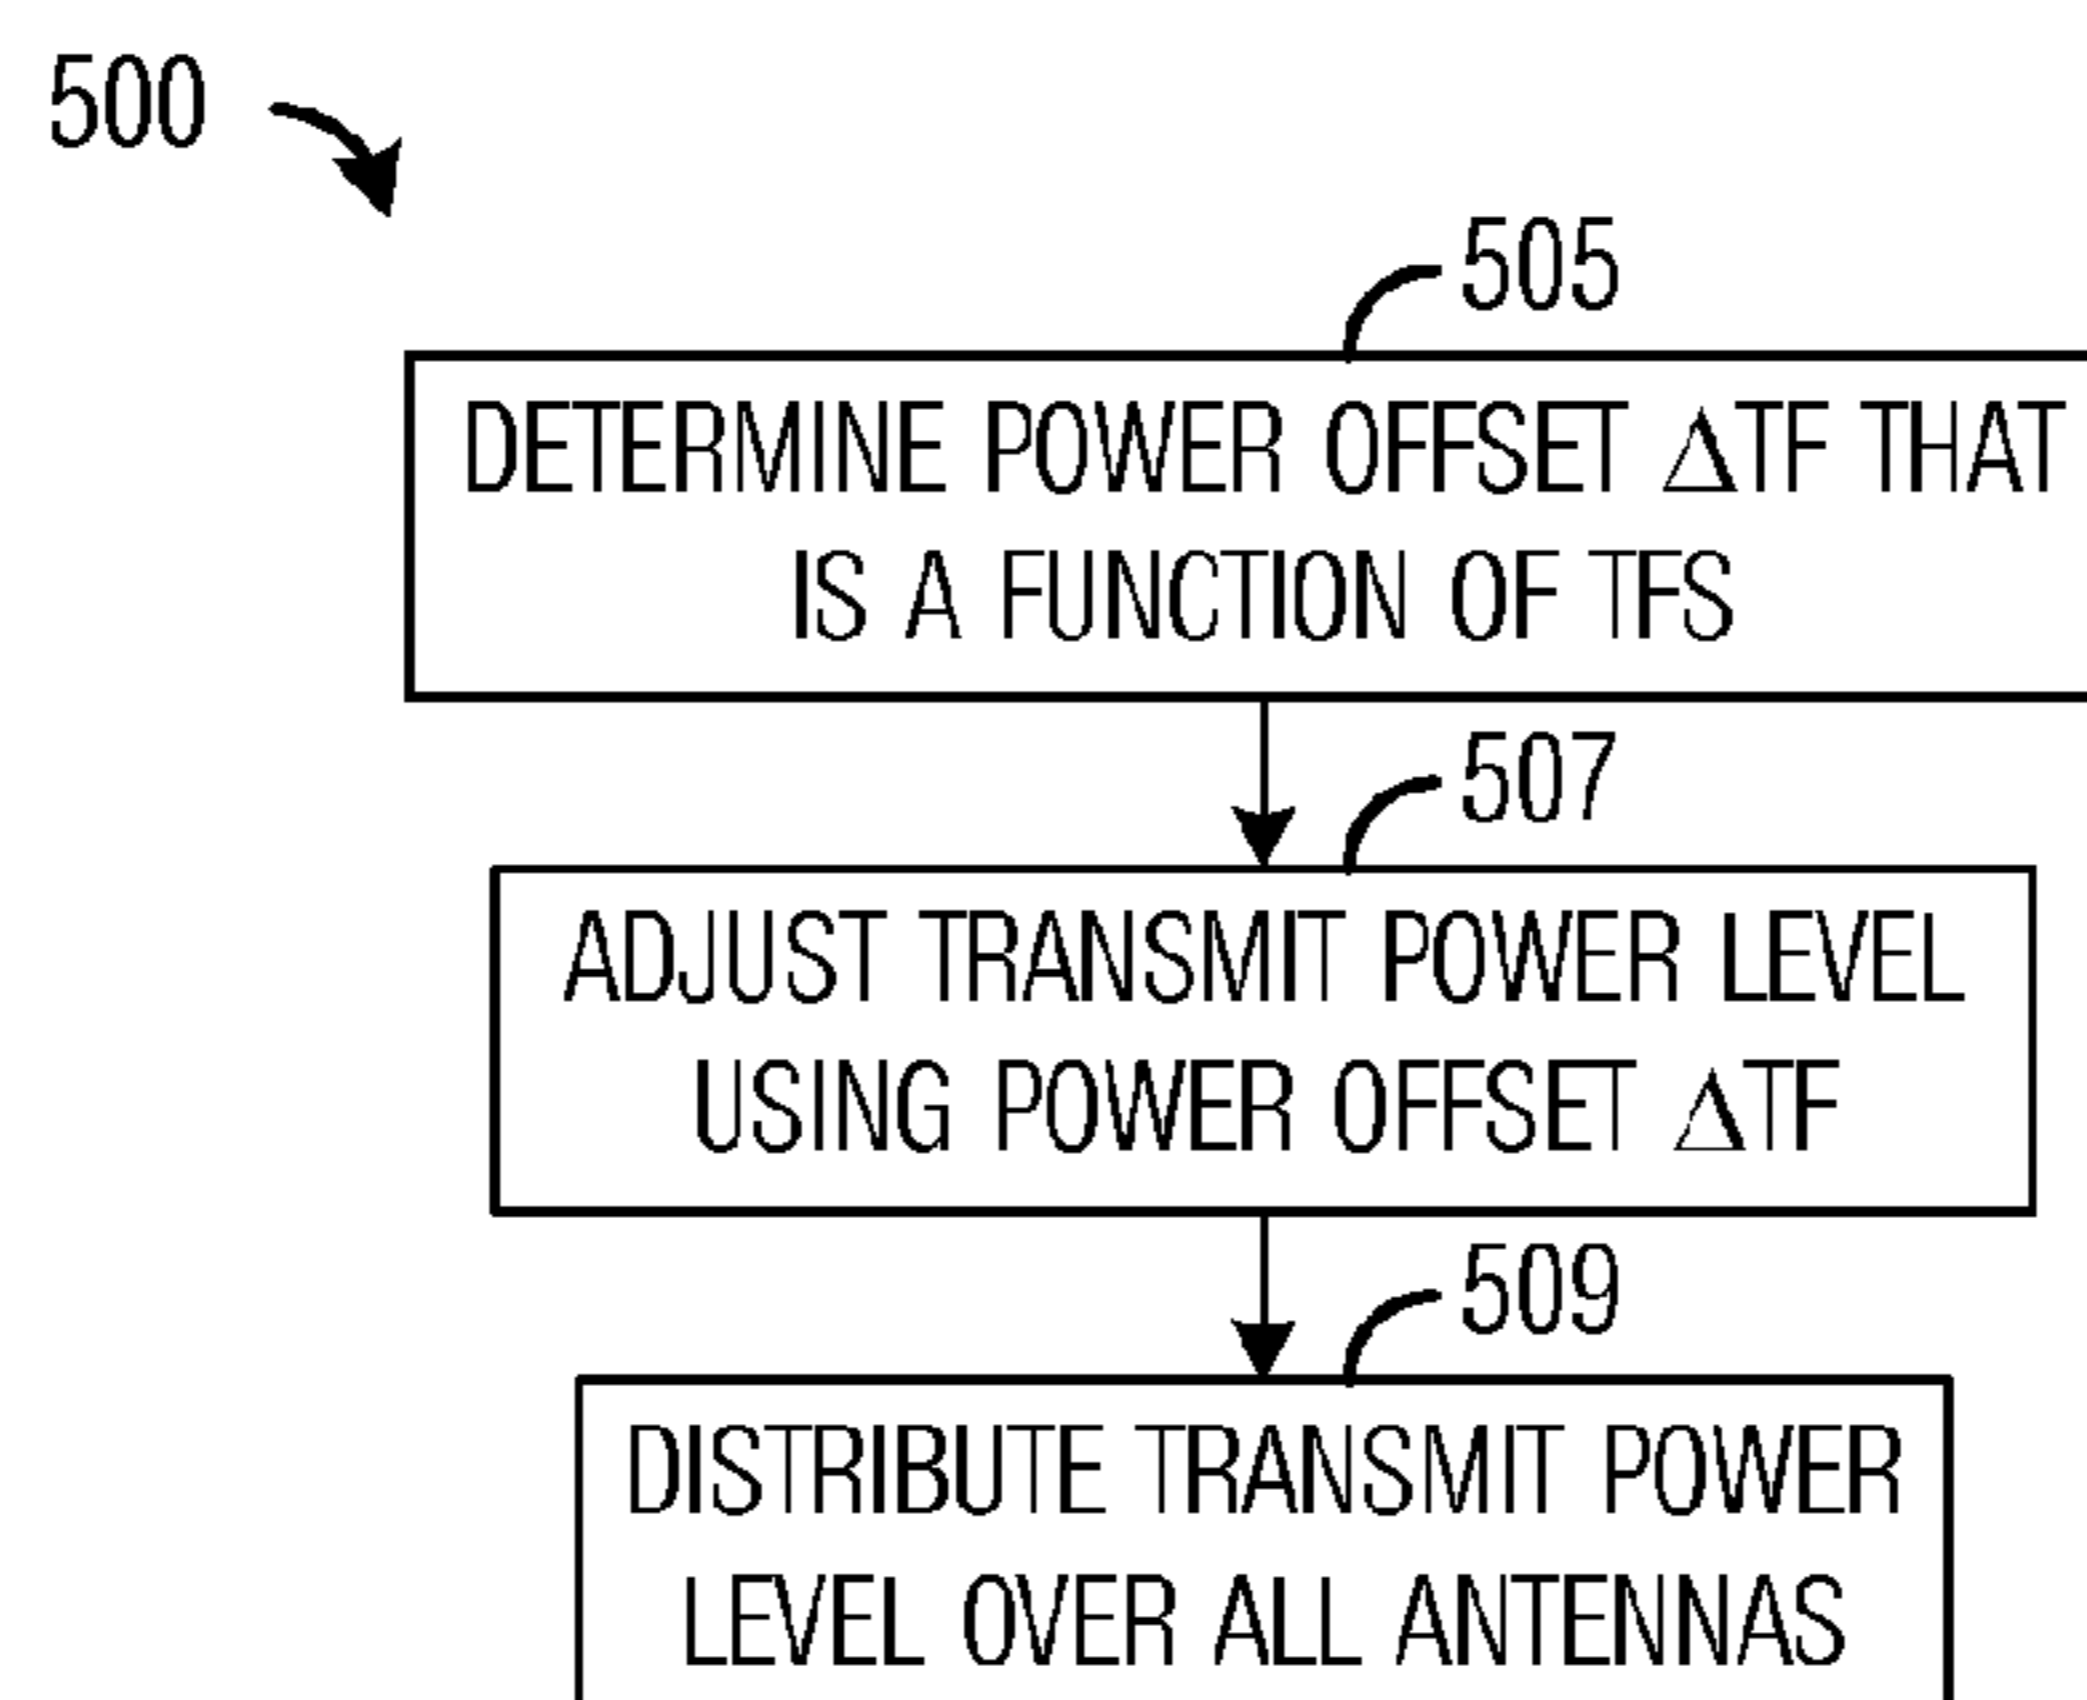 500
505
DETERMINE POWER OFFSET ΔTF THAT
IS A FUNCTION OF TFS
507
ADJUST TRANSMIT POWER LEVEL
USING POWER OFFSET ΔTF
509
DISTRIBUTE TRANSMIT POWER
LEVEL OVER ALL ANTENNAS